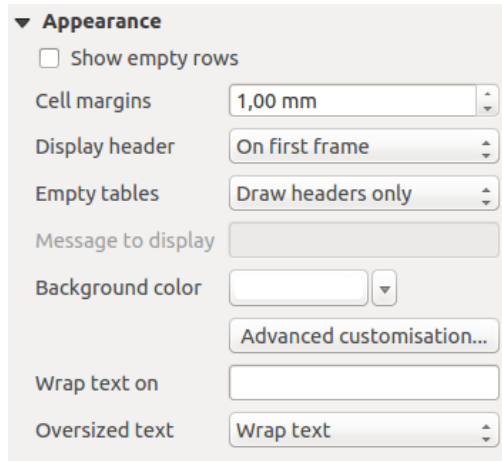 Appearance
Show empty rows
Cell margins 1,00 mm
Display header On first frame
Empty tables Draw headers only
Message to display
Background color
Advanced customisation...
Wrap text on
Oversized text Wrap text